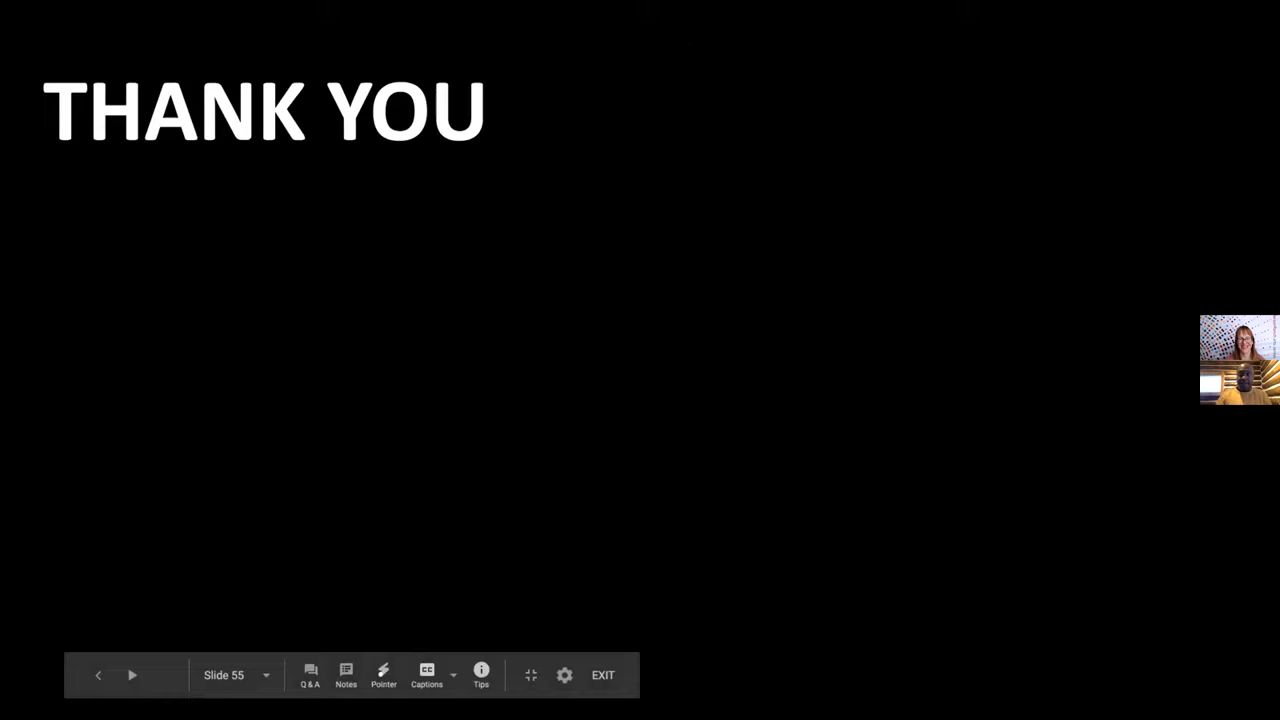 THANK YOU
Slide 55
Q & A
Notes
Pointer
CC
Captions
Tips
EXIT